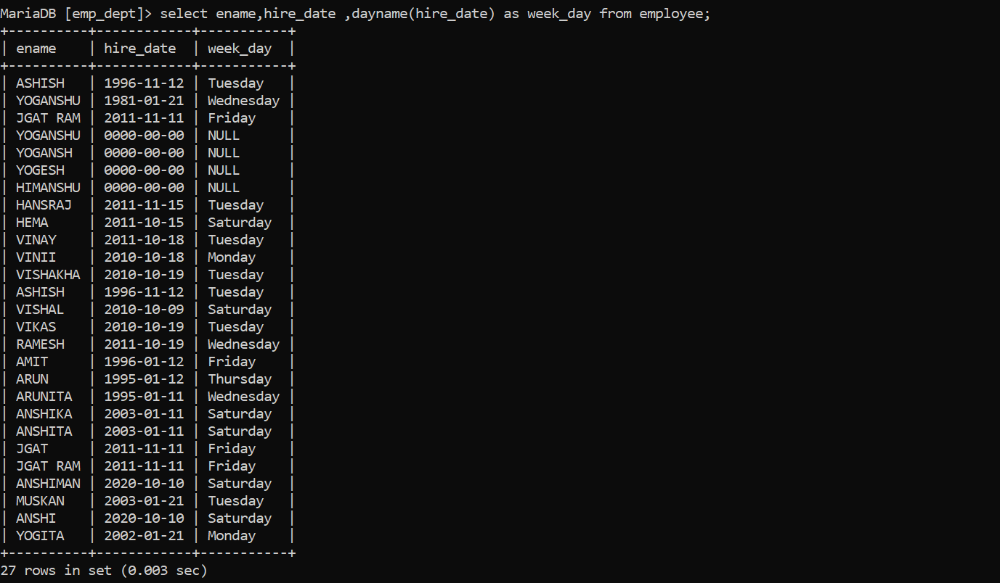 MariaDB [emp_dept]> select ename,hire_date ,dayname(hire_date) as week_day from employee;
+----------+------------+-----------+
| ename    | hire_date  | week_day  |
+----------+------------+-----------+
| ASHISH   | 1996-11-12 | Tuesday   |
| YOGANSHU | 1981-01-21 | Wednesday |
| JGAT RAM | 2011-11-11 | Friday    |
| YOGANSHU | 0000-00-00 | NULL      |
| YOGANSH  | 0000-00-00 | NULL      |
| YOGESH   | 0000-00-00 | NULL      |
| HIMANSHU | 0000-00-00 | NULL      |
| HANSRAJ  | 2011-11-15 | Tuesday   |
| HEMA     | 2011-10-15 | Saturday  |
| VINAY    | 2011-10-18 | Tuesday   |
| VINII    | 2010-10-18 | Monday    |
| VISHAKHA | 2010-10-19 | Tuesday   |
| ASHISH   | 1996-11-12 | Tuesday   |
| VISHAL   | 2010-10-09 | Saturday  |
| VIKAS    | 2010-10-19 | Tuesday   |
| RAMESH   | 2011-10-19 | Wednesday |
| AMIT     | 1996-01-12 | Friday    |
| ARUN     | 1995-01-12 | Thursday  |
| ARUNITA  | 1995-01-11 | Wednesday |
| ANSHIKA  | 2003-01-11 | Saturday  |
| ANSHITA  | 2003-01-11 | Saturday  |
| JGAT     | 2011-11-11 | Friday    |
| JGAT RAM | 2011-11-11 | Friday    |
| ANSHIMAN | 2020-10-10 | Saturday  |
| MUSKAN   | 2003-01-21 | Tuesday   |
| ANSHI    | 2020-10-10 | Saturday  |
| YOGITA   | 2002-01-21 | Monday    |
+----------+------------+-----------+
27 rows in set (0.003 sec)